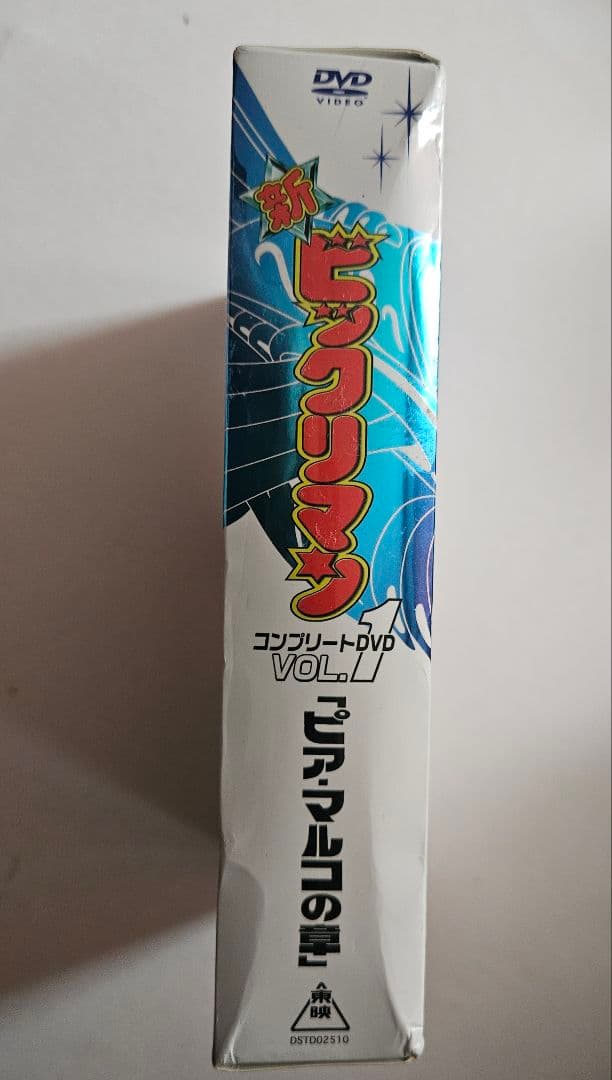 DVD
VIDEO
新
ビックリマン
コンプリートDVD
VOL.1
「ピア・マルコの章」
東映
DSTD02510